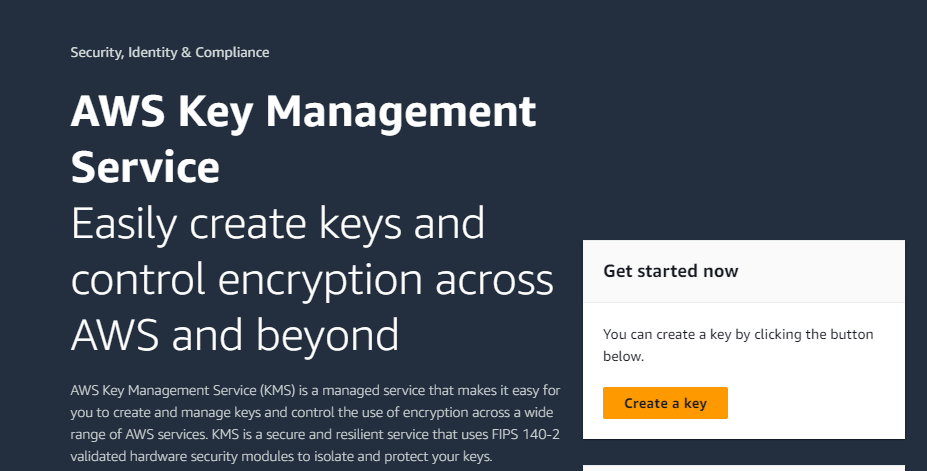 Security, Identity & Compliance
AWS Key Management
Service
Easily create keys and
control encryption across
AWS and beyond
AWS Key Management Service (KMS) is a managed service that makes it easy for
you to create and manage keys and control the use of encryption across a wide
range of AWS services. KMS is a secure and resilient service that uses FIPS 140-2
validated hardware security modules to isolate and protect your keys.
Get started now
You can create a key by clicking the button
below.
Create a key